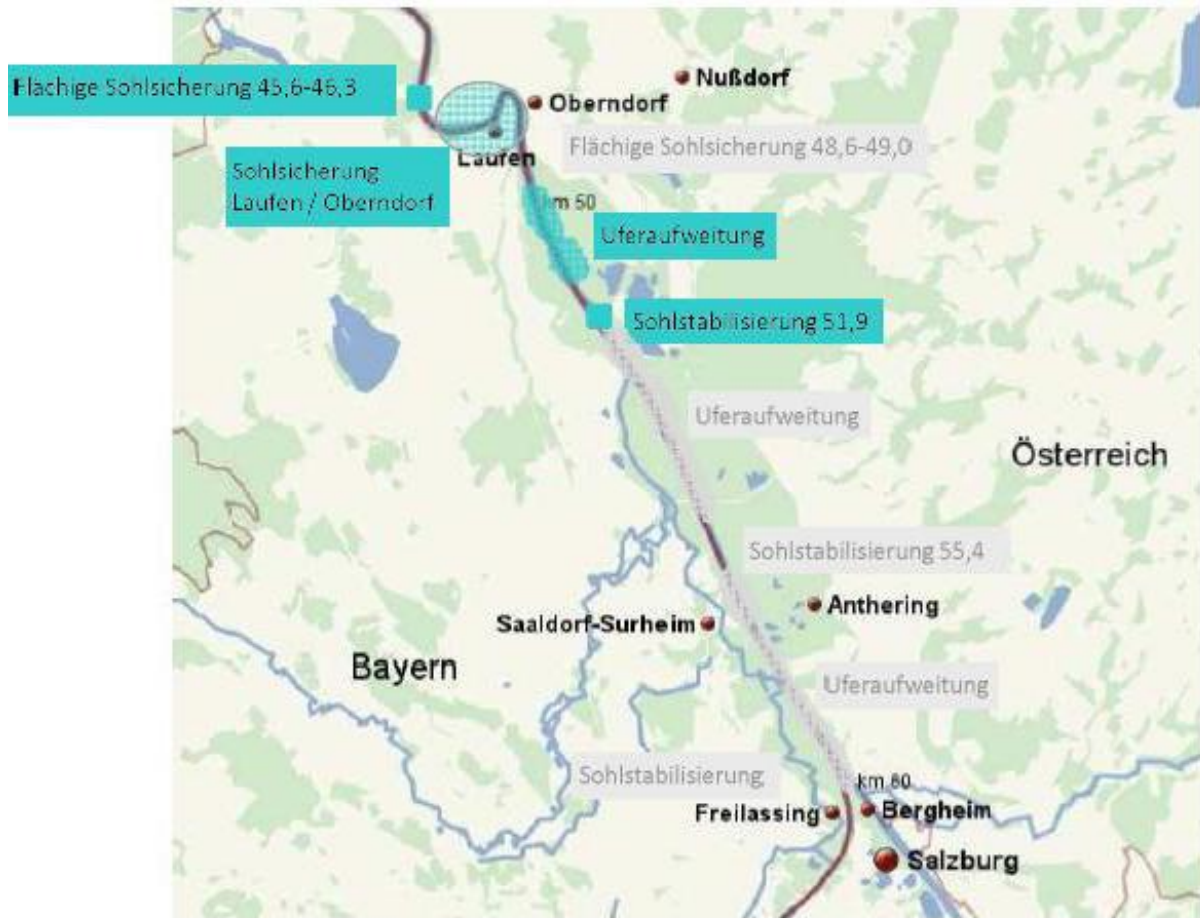 Nußdorf
Flächige Sohlsicherung 45,6-46,3
Oberndorf
Flächige Sohlsicherung 48,6-49,0
Laufen
Sohlsicherung
Laufen / Oberndorf
km 50
Uferaufweitung
Sohlstabilisierung 51,9
Uferaufweitung
Österreich
Sohlstabilisierung 55,4
Anthering
Saaldorf-Surheim
Bayern
Uferaufweitung
Sohlstabilisierung
km 60
Freilassing
Bergheim
Salzburg